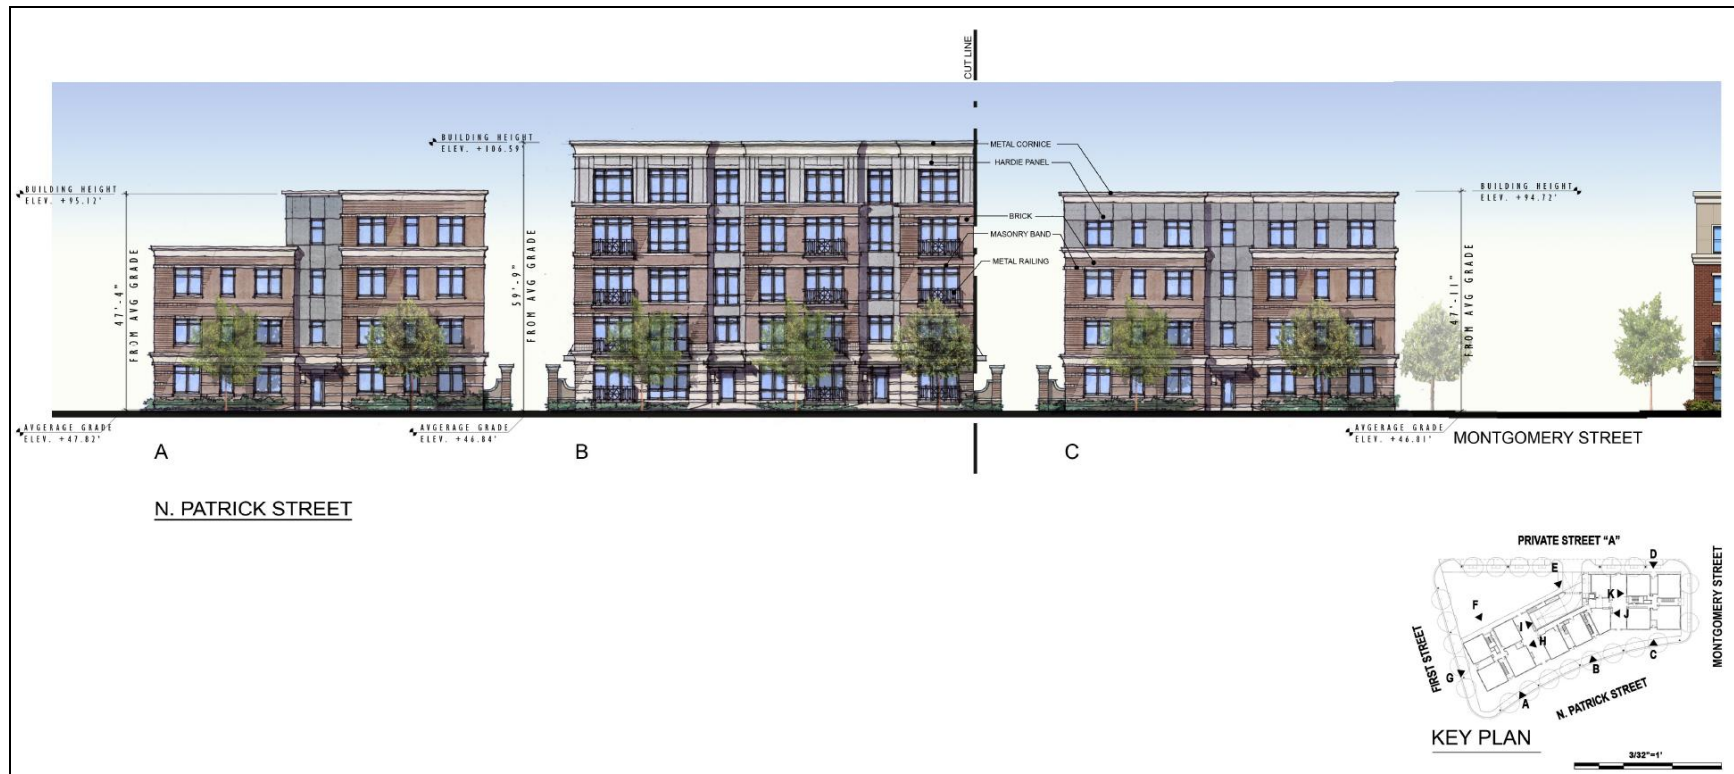 CUT LINE
BUILDING HEIGHT
ELEV. +106.59'
METAL CORNICE
HARDIE PANEL
BUILDING HEIGHT
ELEV. +95.12'
BUILDING HEIGHT
ELEV. +94.72'
BRICK
MASONRY BAND
METAL RAILING
47'-4"
FROM AVG GRADE
59'-9"
FROM AVG GRADE
47'-11"
FROM AVG GRADE
AVGERAGE GRADE
ELEV. +47.82'
AVGERAGE GRADE
ELEV. +46.84'
AVGERAGE GRADE
ELEV. +46.81'
MONTGOMERY STREET
A
B
C
N. PATRICK STREET
PRIVATE STREET "A"
D
E
K
F
J
I
H
G
B
C
A
FIRST STREET
MONTGOMERY STREET
N. PATRICK STREET
KEY PLAN
3/32"=1'